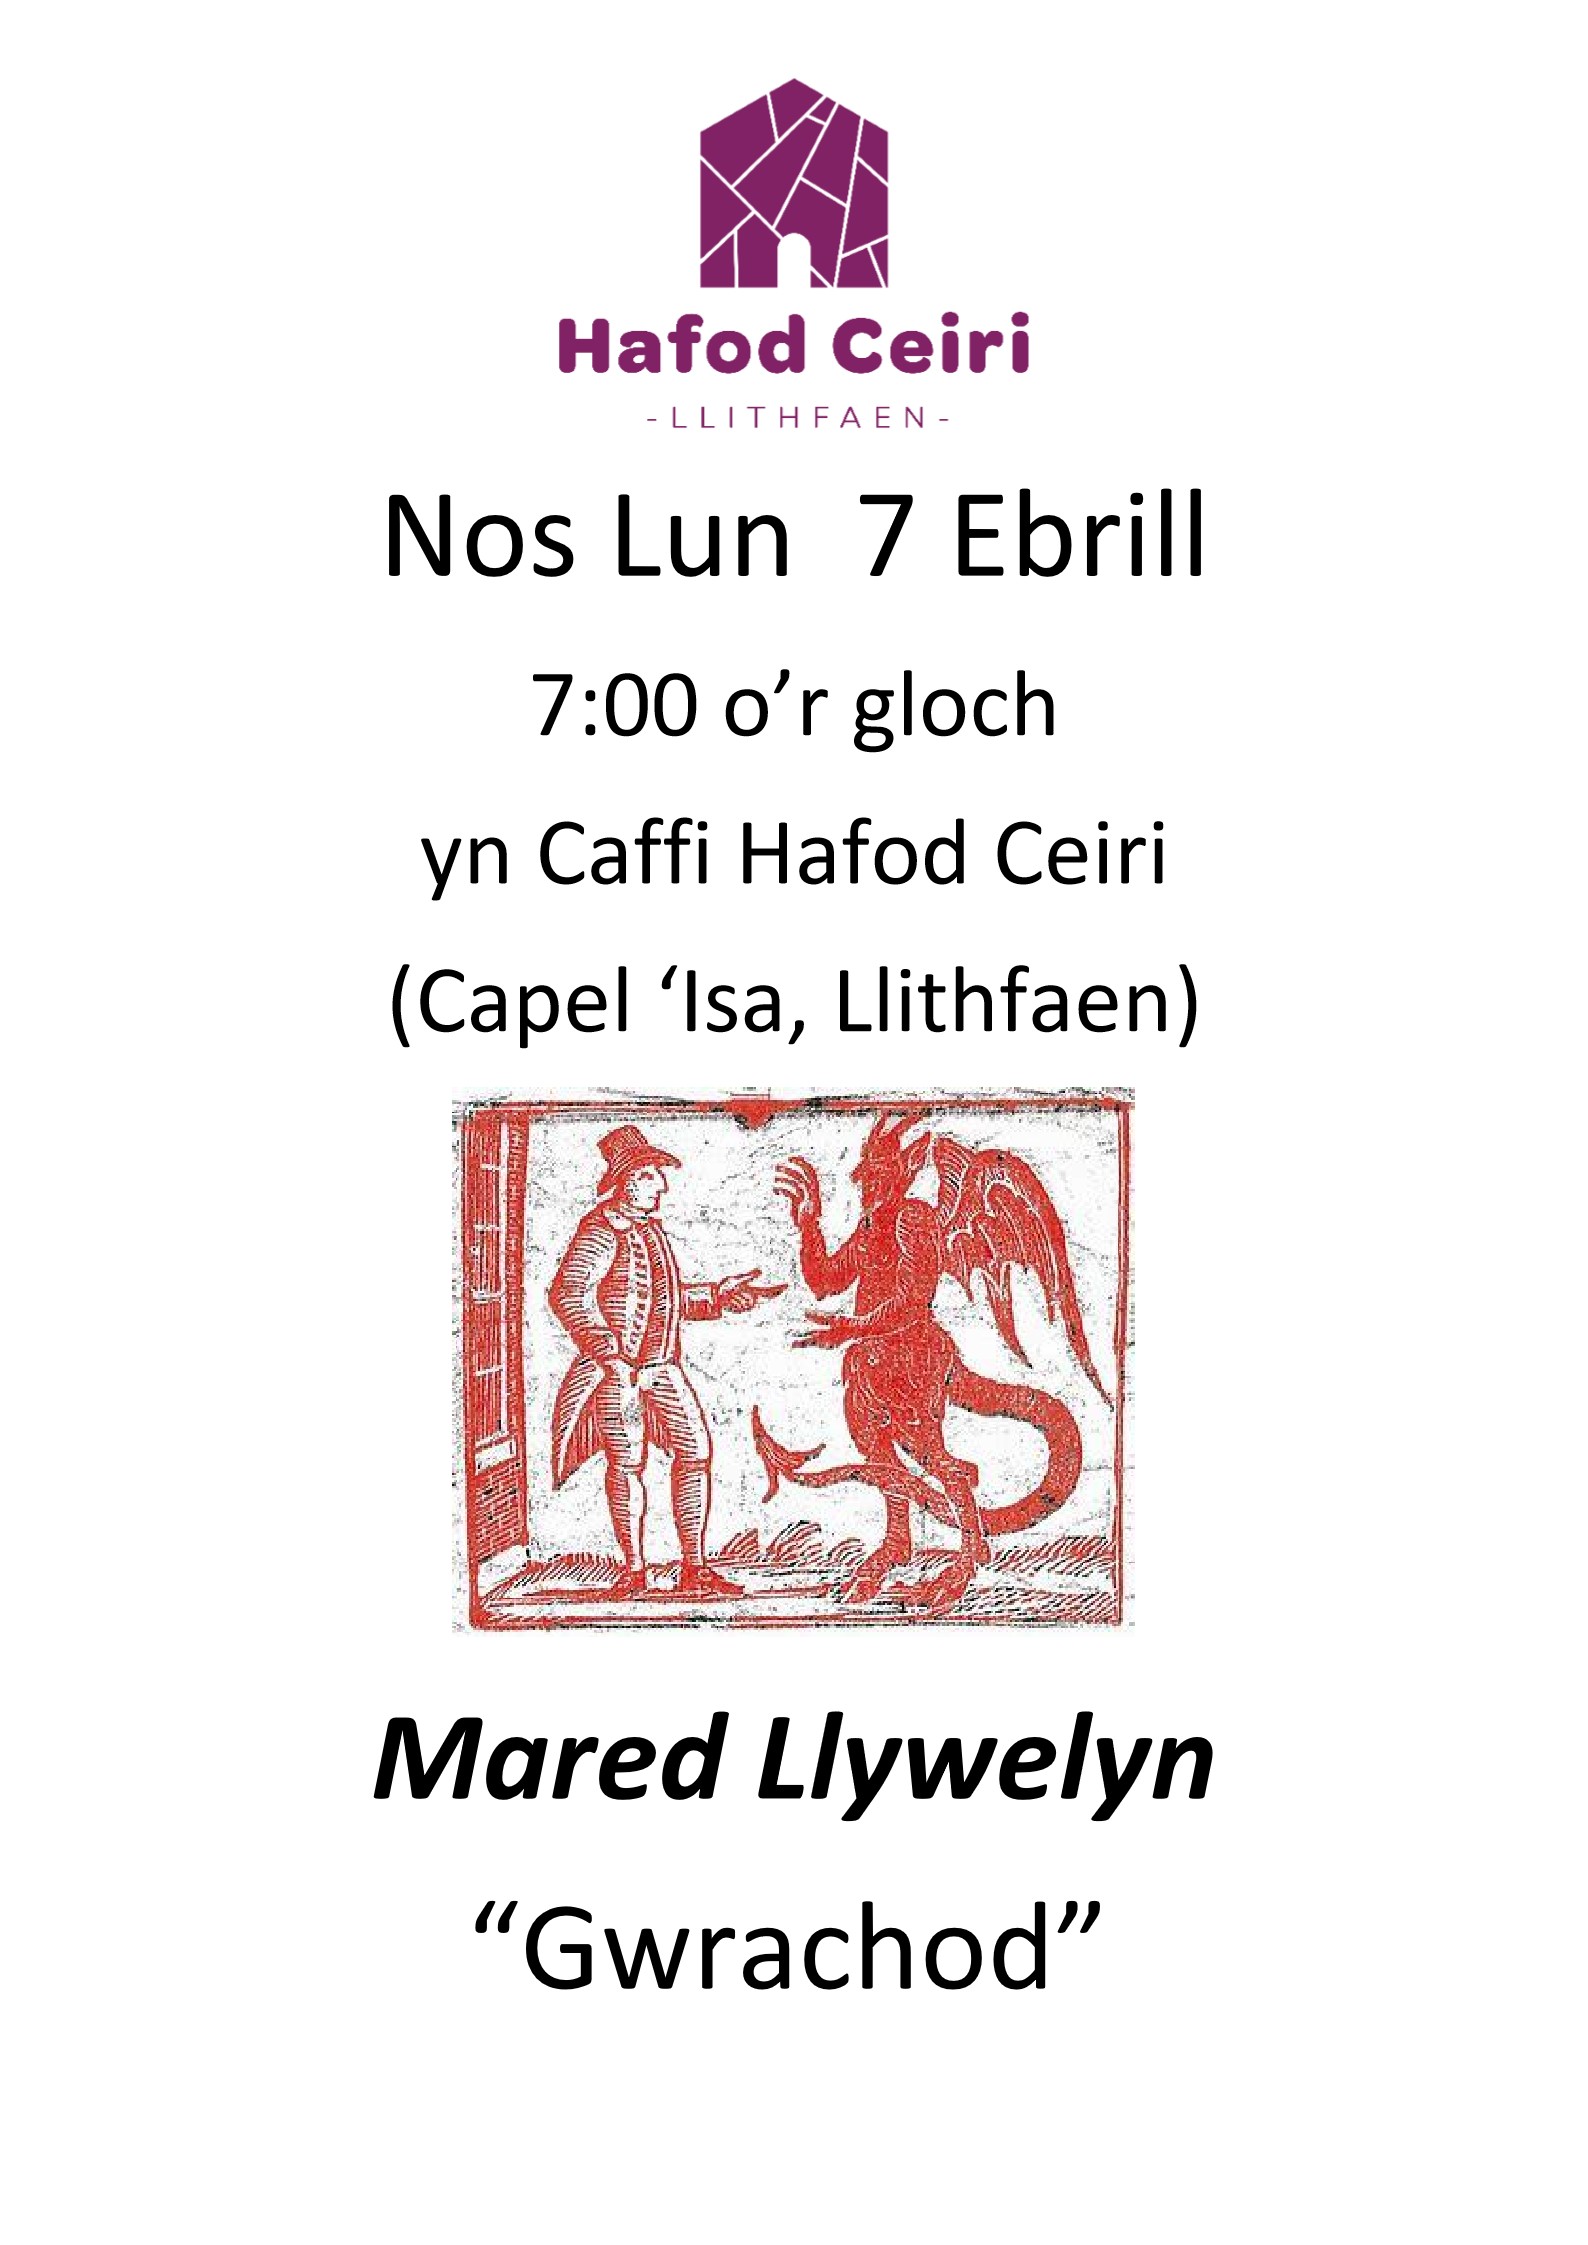 Hafod Ceiri
-LLITHFAEN-
Nos Lun 7 Ebrill
7:00 o’r gloch
yn Caffi Hafod Ceiri
(Capel ‘Isa, Llithfaen)
Mared Llywelyn
“Gwrachod”